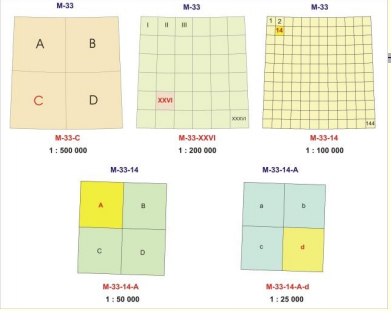 M-33
A B
C D
M-33-C
1 : 500 000
M-33
I II III
XXVI
XXXVI
M-33-XXVI
1 : 200 000
M-33
1 2
14
144
M-33-14
1 : 100 000
M-33-14
A B
C D
M-33-14-A
1 : 50 000
M-33-14-A
a b
c d
M-33-14-A-d
1 : 25 000